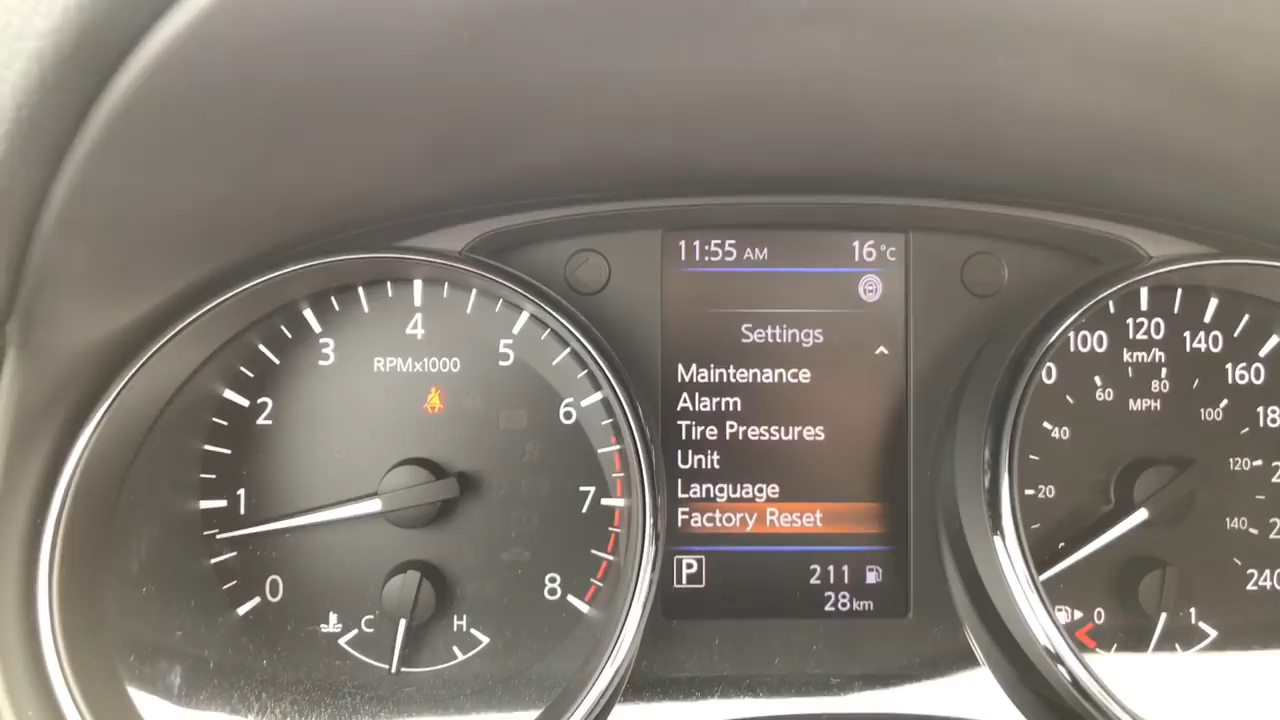 11:55 AM 16°C
Settings
Maintenance
Alarm
Tire Pressures
Unit
Language
Factory Reset
P 211
28km
0 1 2 3 4 5 6 7 8
RPMx1000
C H
100 120 140 160
km/h
MPH
20 40 60 80 100 120 140
240
0 1